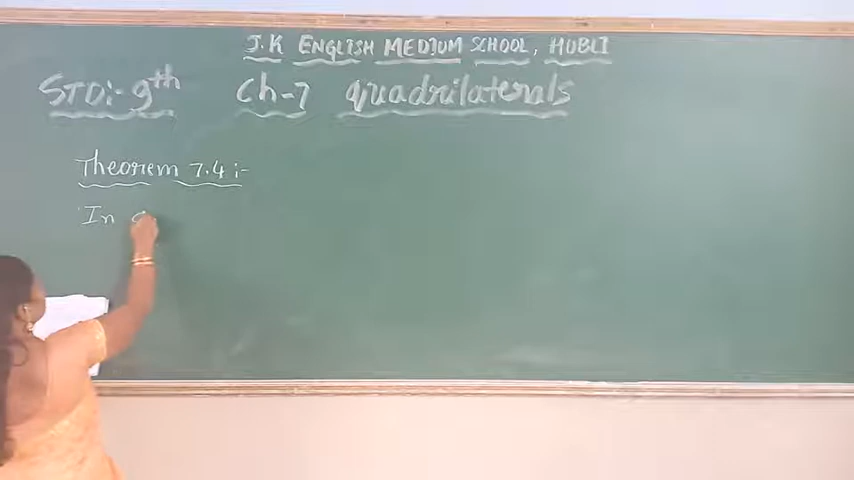 J.K ENGLISH MEDIUM SCHOOL, HUBLI
STD:- 9th Ch-7 quadrilaterals
Theorem 7.4:-
In a